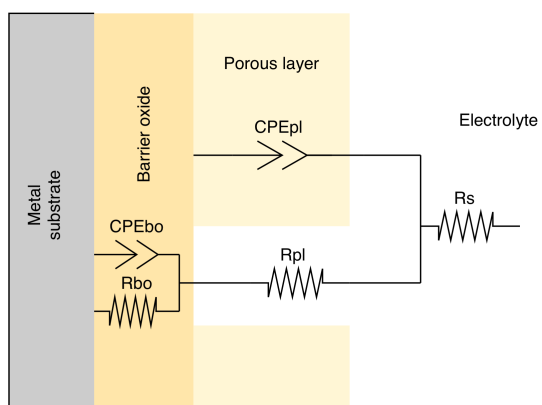 Porous layer
Electrolyte
Barrier oxide
Metal
substrate
CPEpl
CPEbo
Rbo
Rpl
Rs